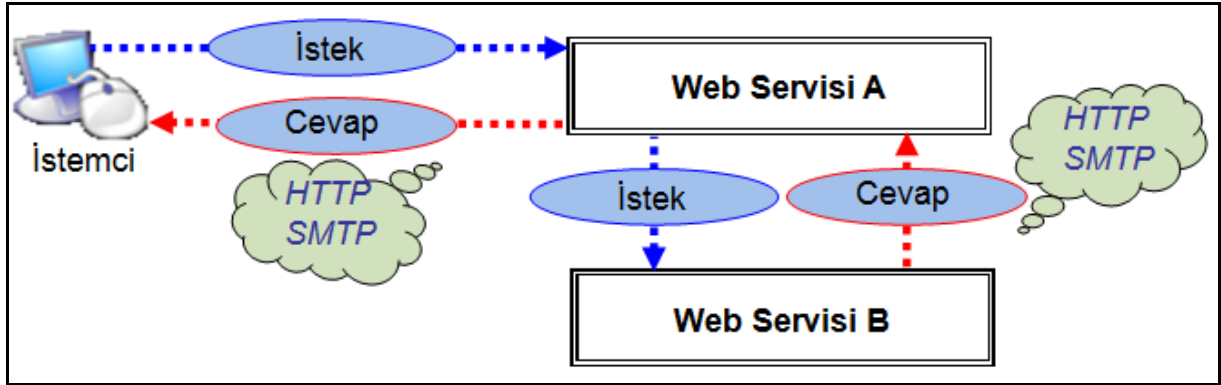 İstek
Web Servisi A
Cevap
İstemci
HTTP
SMTP
HTTP
SMTP
İstek
Cevap
Web Servisi B